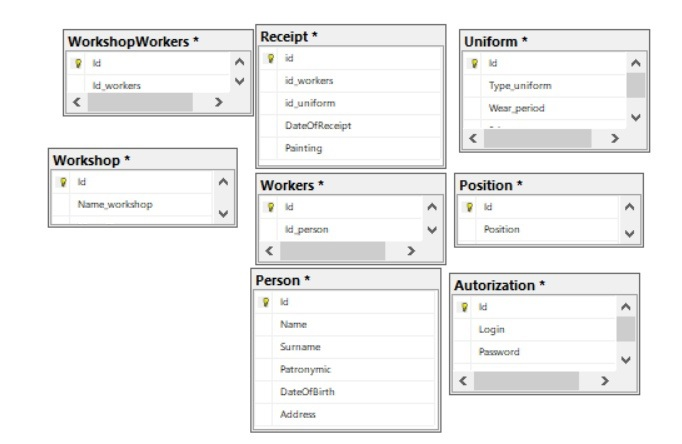 WorkshopWorkers *
Id
Id_workers
Receipt *
id
id_workers
id_uniform
DateOfReceipt
Painting
Uniform *
Id
Type_uniform
Wear_period
Workshop *
Id
Name_workshop
Workers *
Id
Id_person
Position *
Id
Position
Person *
Id
Name
Surname
Patronymic
DateOfBirth
Address
Autorization *
Id
Login
Password